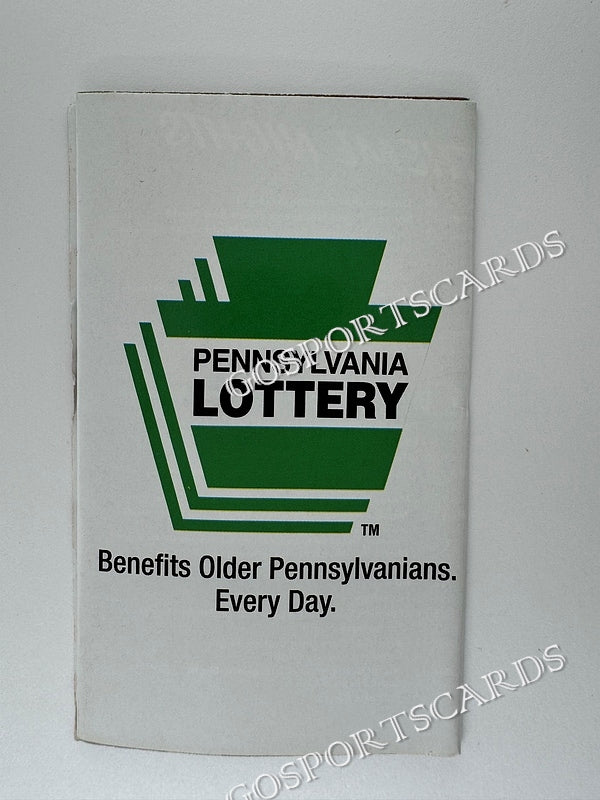 GOSPORTSCARDS
PENNSYLVANIA
LOTTERY
TM
Benefits Older Pennsylvanians.
Every Day.
GOSPORTSCARDS